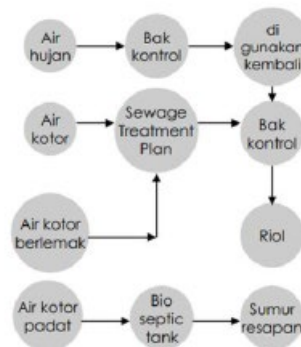 Air
hujan
Bak
kontrol
di
gunakan
kembali
Air
kotor
Sewage
Treatment
Plan
Bak
kontrol
Air kotor
berlemak
Riol
Air kotor
padat
Bio
septic
tank
Sumur
resapan